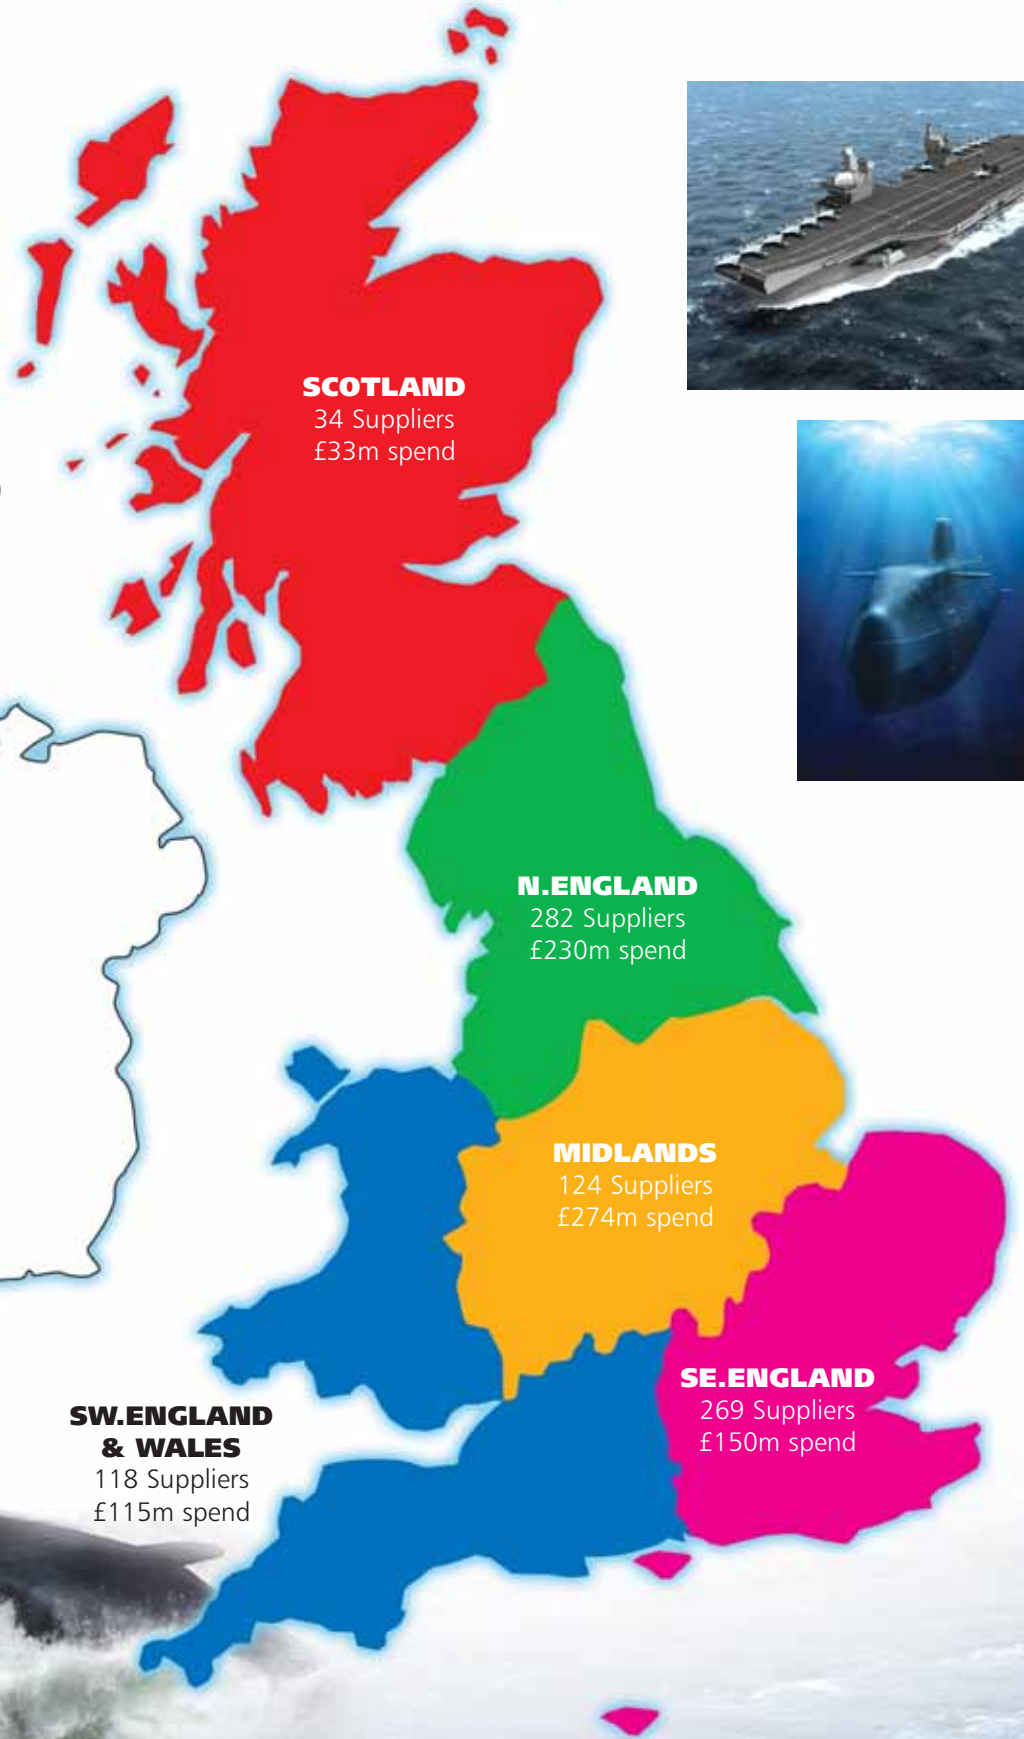 SCOTLAND
34 Suppliers
£33m spend
N.ENGLAND
282 Suppliers
£230m spend
MIDLANDS
124 Suppliers
£274m spend
SE.ENGLAND
269 Suppliers
£150m spend
SW.ENGLAND
& WALES
118 Suppliers
£115m spend